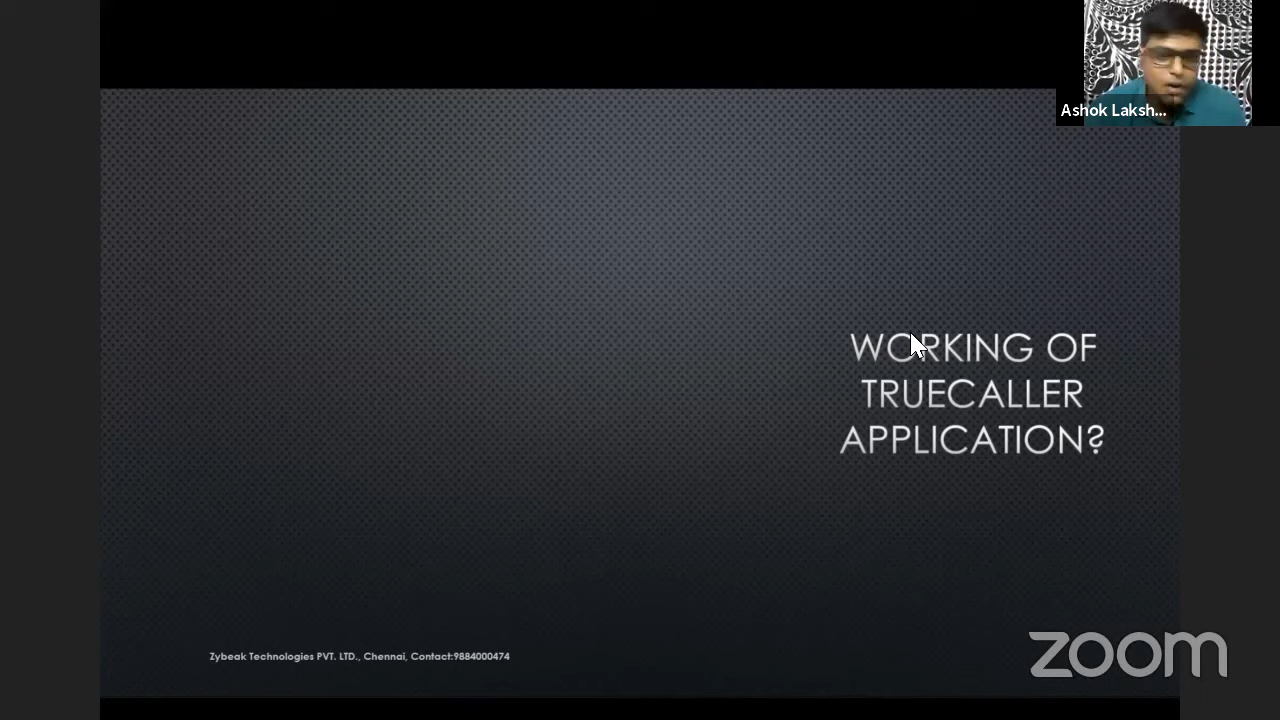 Ashok Laksh...
WORKING OF
TRUECALLER
APPLICATION?
Zybeak Technologies PVT. LTD., Chennai, Contact:9884000474
zoom